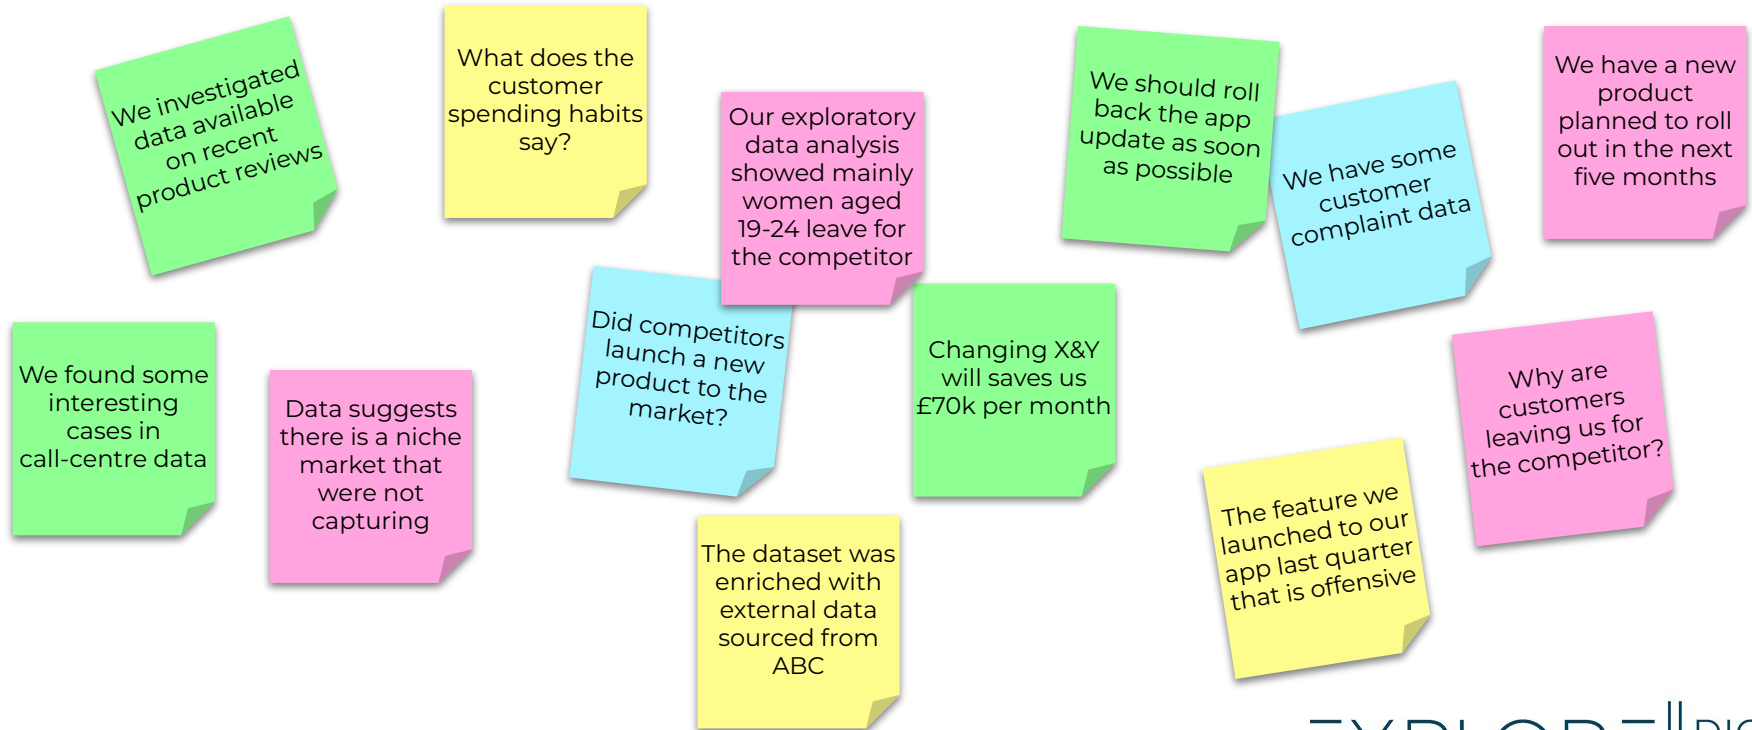 We investigated
data available
on recent
product reviews
What does the
customer
spending habits
say?
Our exploratory
data analysis
showed mainly
women aged
19-24 leave for
the competitor
We should roll
back the app
update as soon
as possible
We have some
customer
complaint data
We have a new
product
planned to roll
out in the next
five months
We found some
interesting
cases in
call-centre data
Data suggests
there is a niche
market that
were not
capturing
Did competitors
launch a new
product to the
market?
Changing X&Y
will saves us
£70k per month
The dataset was
enriched with
external data
sourced from
ABC
The feature we
launched to our
app last quarter
that is offensive
Why are
customers
leaving us for
the competitor?
EXPLORE